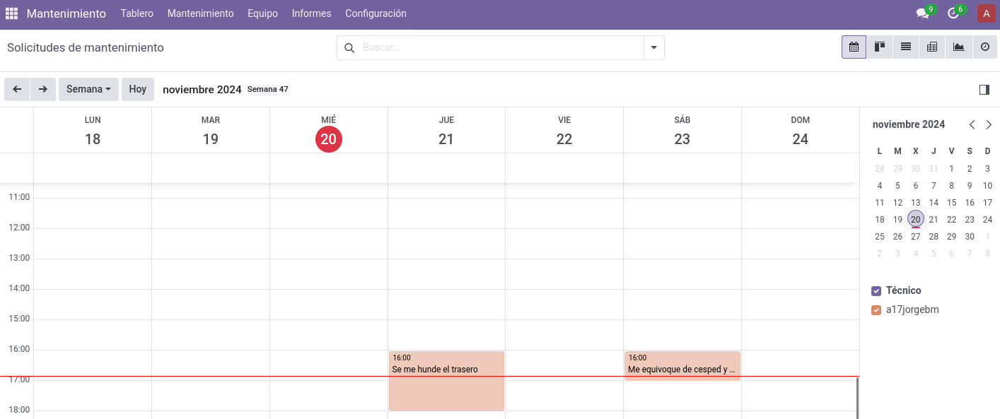 Mantenimiento Tablero Mantenimiento Equipo Informes Configuración 9 6 A
Solicitudes de mantenimiento Buscar...
Semana Hoy noviembre 2024 Semana 47
LUN MAR MIÉ JUE VIE SÁB DOM
18 19 20 21 22 23 24
11:00
12:00
13:00
14:00
15:00
16:00
17:00
18:00
16:00
Se me hunde el trasero
16:00
Me equivoque de cesped y ...
noviembre 2024
L M X J V S D
28 29 30 31 1 2 3
4 5 6 7 8 9 10
11 12 13 14 15 16 17
18 19 20 21 22 23 24
25 26 27 28 29 30 1
2 3 4 5 6 7 8
Técnico
a17jorgebm